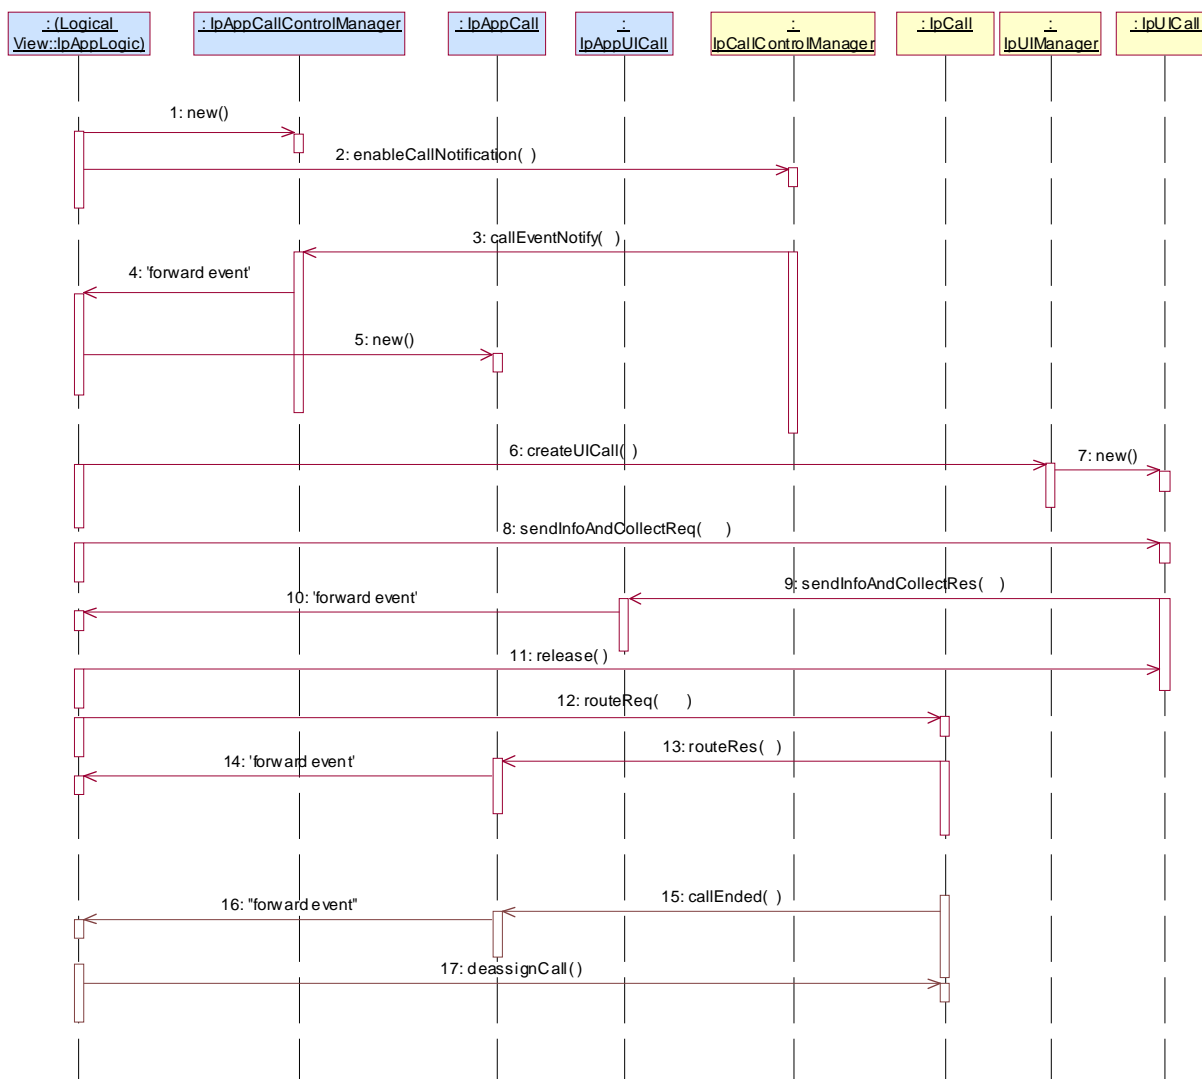 : (Logical
View::IpAppLogic)
: IpAppCallControlManager
: IpAppCall
:
IpAppUICall
:
IpCallControlManager
: IpCall
:
IpUIManager
: IpUICall
1: new()
2: enableCallNotification( )
3: callEventNotify( )
4: 'forward event'
5: new()
6: createUICall( )
7: new()
8: sendInfoAndCollectReq( )
9: sendInfoAndCollectRes( )
10: 'forward event'
11: release( )
12: routeReq( )
13: routeRes( )
14: 'forward event'
15: callEnded( )
16: "forward event"
17: deassignCall( )